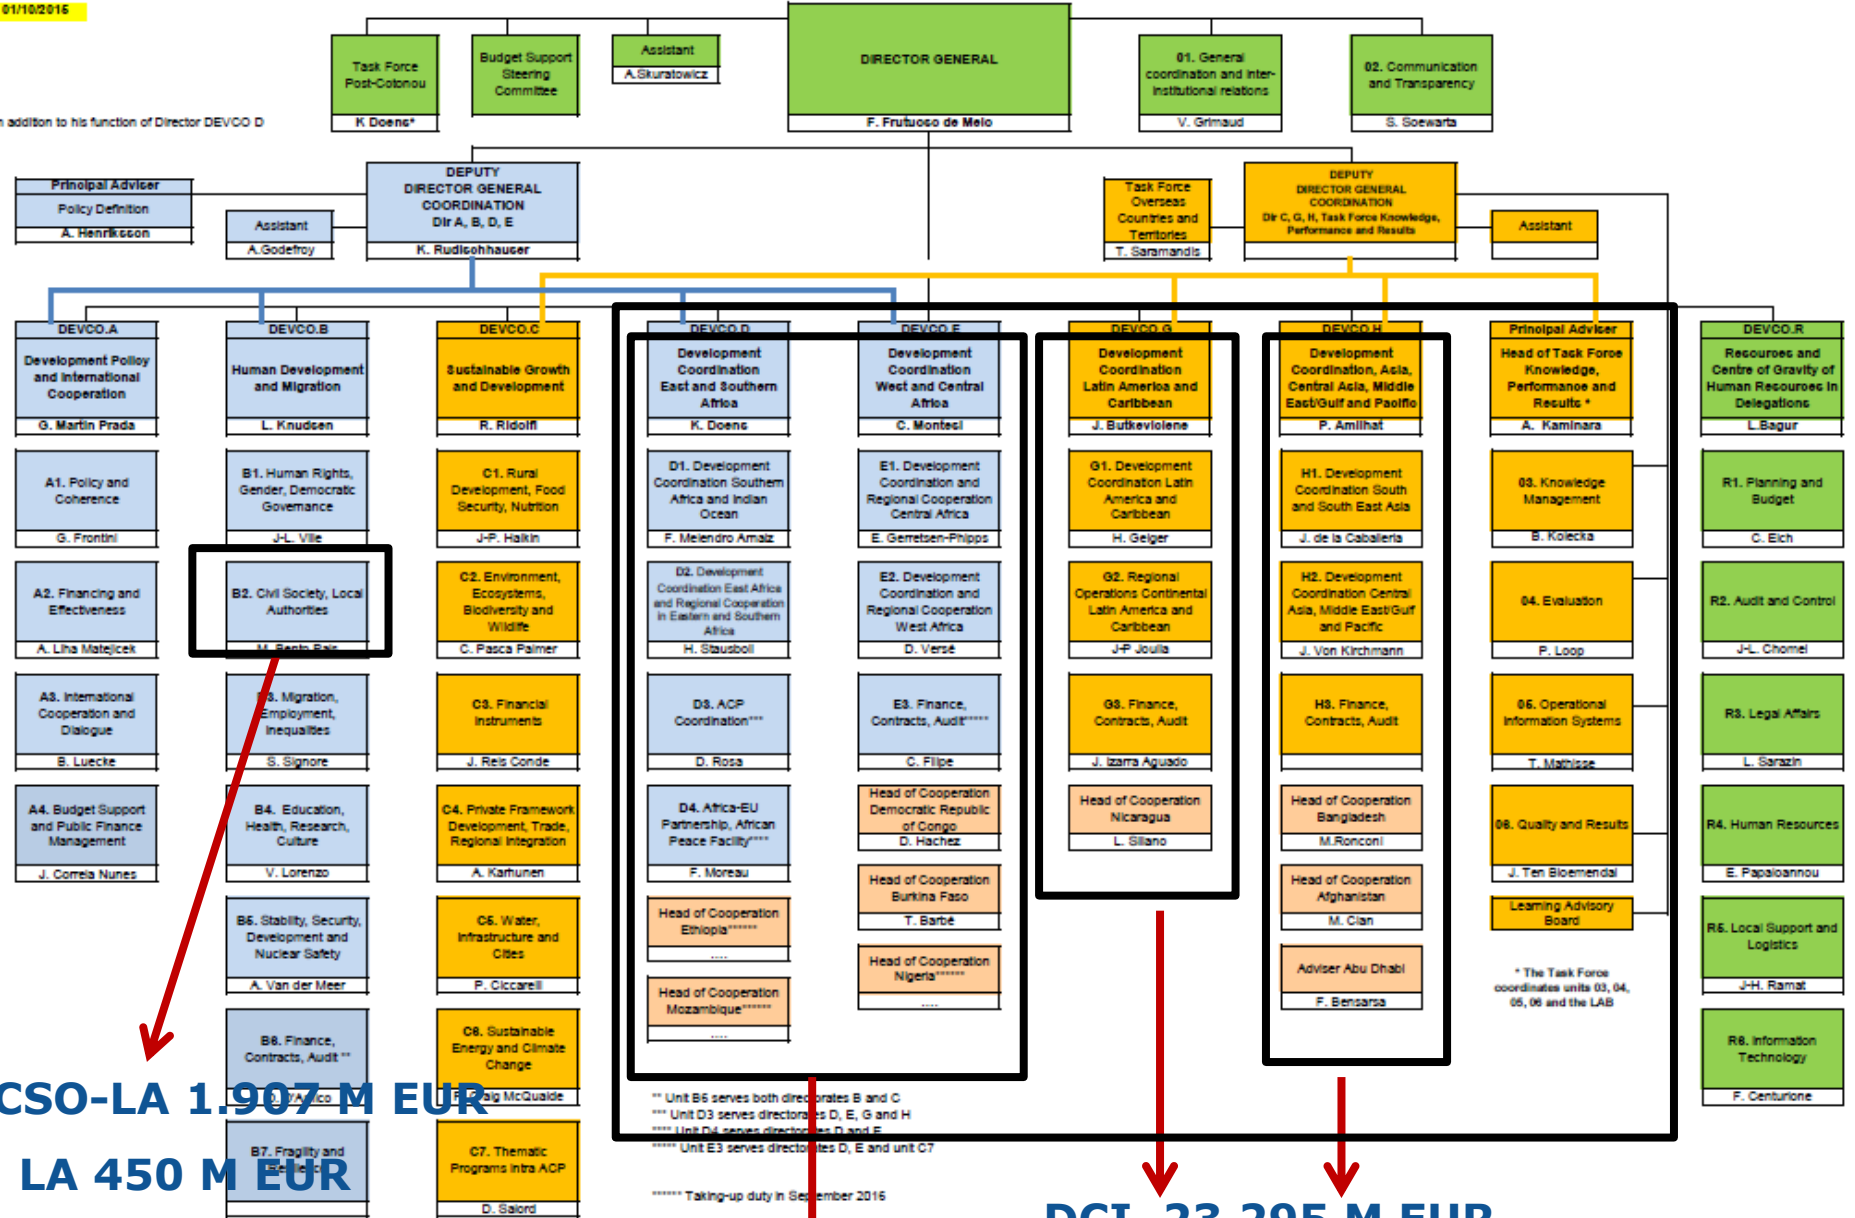 01/10/2015
n addition to his function of Director DEVCO D
Task Force
Post-Cotonou
K Doens*
Budget Support
Steering
Committee
Assistant
A.Skuratowicz
DIRECTOR GENERAL
F. Frutuoso de Melo
01. General
coordination and inter-
institutional relations
V. Grimaud
02. Communication
and Transparency
S. Soewarta
Principal Adviser
Policy Definition
A. Henriksson
Assistant
A.Godefroy
DEPUTY
DIRECTOR GENERAL
COORDINATION
Dir A, B, D, E
K. Rudischhauser
Task Force
Overseas
Countries and
Territories
T. Saramandis
DEPUTY
DIRECTOR GENERAL
COORDINATION
Dir C, G, H, Task Force Knowledge,
Performance and Results
Assistant
DEVCO.A
Development Policy
and International
Cooperation
G. Martin Prada
A1. Policy and
Coherence
G. Frontini
A2. Financing and
Effectiveness
A. Liha Matejicek
A3. International
Cooperation and
Dialogue
B. Luecke
A4. Budget Support
and Public Finance
Management
J. Correia Nunes
DEVCO.B
Human Development
and Migration
L. Knudsen
B1. Human Rights,
Gender, Democratic
Governance
J-L. Ville
B2. Civil Society, Local
Authorities
M. Bento Pais
B3. Migration,
Employment,
Inequalities
S. Signore
B4. Education,
Health, Research,
Culture
V. Lorenzo
B5. Stability, Security,
Development and
Nuclear Safety
A. Van der Meer
B6. Finance,
Contracts, Audit **
B7. Fragility and
DEVCO.C
Sustainable Growth
and Development
R. Ridolfi
C1. Rural
Development, Food
Security, Nutrition
J-P. Halkin
C2. Environment,
Ecosystems,
Biodiversity and
Wildlife
C. Pasca Palmer
C3. Financial
Instruments
J. Reis Conde
C4. Private Framework
Development, Trade,
Regional Integration
A. Karhunen
C5. Water,
Infrastructure and
Cities
P. Ciccarelli
C6. Sustainable
Energy and Climate
Change
Craig McQuaide
C7. Thematic
Programs intra ACP
D. Salord
DEVCO.D
Development
Coordination
East and Southern
Africa
K. Doens
D1. Development
Coordination Southern
Africa and Indian
Ocean
F. Melendro Arnaiz
D2. Development
Coordination East Africa
and Regional Cooperation
in Eastern and Southern
Africa
H. Stausboll
D3. ACP
Coordination***
D. Rosa
D4. Africa-EU
Partnership, African
Peace Facility****
F. Moreau
Head of Cooperation
Ethiopia******
....
Head of Cooperation
Mozambique******
....
DEVCO.E
Development
Coordination
West and Central
Africa
C. Montesi
E1. Development
Coordination and
Regional Cooperation
Central Africa
E. Gerretsen-Phipps
E2. Development
Coordination and
Regional Cooperation
West Africa
D. Versé
E3. Finance,
Contracts, Audit*****
C. Filipe
Head of Cooperation
Democratic Republic
of Congo
D. Hachez
Head of Cooperation
Burkina Faso
T. Barbé
Head of Cooperation
Nigeria******
....
DEVCO.G
Development
Coordination
Latin America and
Caribbean
J. Butkeviciene
G1. Development
Coordination Latin
America and
Caribbean
H. Geiger
G2. Regional
Operations Continental
Latin America and
Caribbean
J-P Joulia
G3. Finance,
Contracts, Audit
J. Izarra Aguado
Head of Cooperation
Nicaragua
L. Siliano
DEVCO.H
Development
Coordination, Asia,
Central Asia, Middle
East/Gulf and Pacific
P. Amilhat
H1. Development
Coordination South
and South East Asia
J. de la Caballeria
H2. Development
Coordination Central
Asia, Middle East/Gulf
and Pacific
J. Von Kirchmann
H3. Finance,
Contracts, Audit
Head of Cooperation
Bangladesh
M.Ronconi
Head of Cooperation
Afghanistan
M. Cian
Adviser Abu Dhabi
F. Bensarsa
Principal Adviser
Head of Task Force
Knowledge,
Performance and
Results *
A. Kaminara
03. Knowledge
Management
B. Kolecka
04. Evaluation
P. Loop
05. Operational
Information Systems
T. Mathisse
06. Quality and Results
J. Ten Bloemendal
Learning Advisory
Board
* The Task Force
coordinates units 03, 04,
05, 06 and the LAB
DEVCO.R
Resources and
Centre of Gravity of
Human Resources in
Delegations
L.Bagur
R1. Planning and
Budget
C. Eich
R2. Audit and Control
J-L. Chomel
R3. Legal Affairs
L. Sarazin
R4. Human Resources
E. Papaioannou
R5. Local Support and
Logistics
J-H. Ramat
R6. Information
Technology
F. Centurione
** Unit B6 serves both directorates B and C
*** Unit D3 serves directorates D, E, G and H
**** Unit D4 serves directorates D and E
***** Unit E3 serves directorates D, E and unit C7
****** Taking-up duty in September 2015
CSO-LA 1.907 M EUR
LA 450 M EUR
DCI 23.295 M EUR